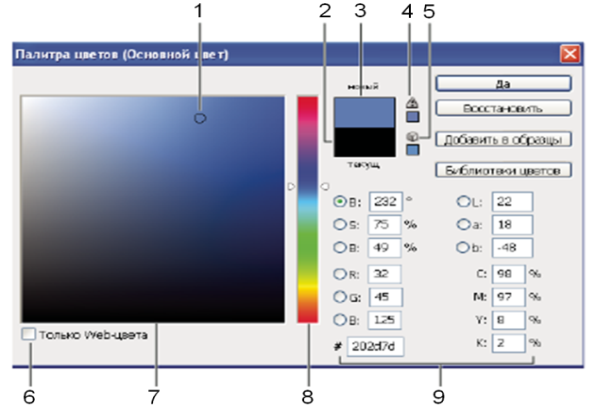 1 2 3 4 5
Палитра цветов (Основной цвет)
новый
текущ.
Да
Восстановить
Добавить в образцы
Библиотеки цветов
В: 232 °
S: 75 %
B: 49 %
R: 32
G: 45
B: 125
# 202d7d
L: 22
a: 18
b: -48
C: 98 %
M: 97 %
Y: 8 %
K: 2 %
Только Web-цвета
6 7 8 9